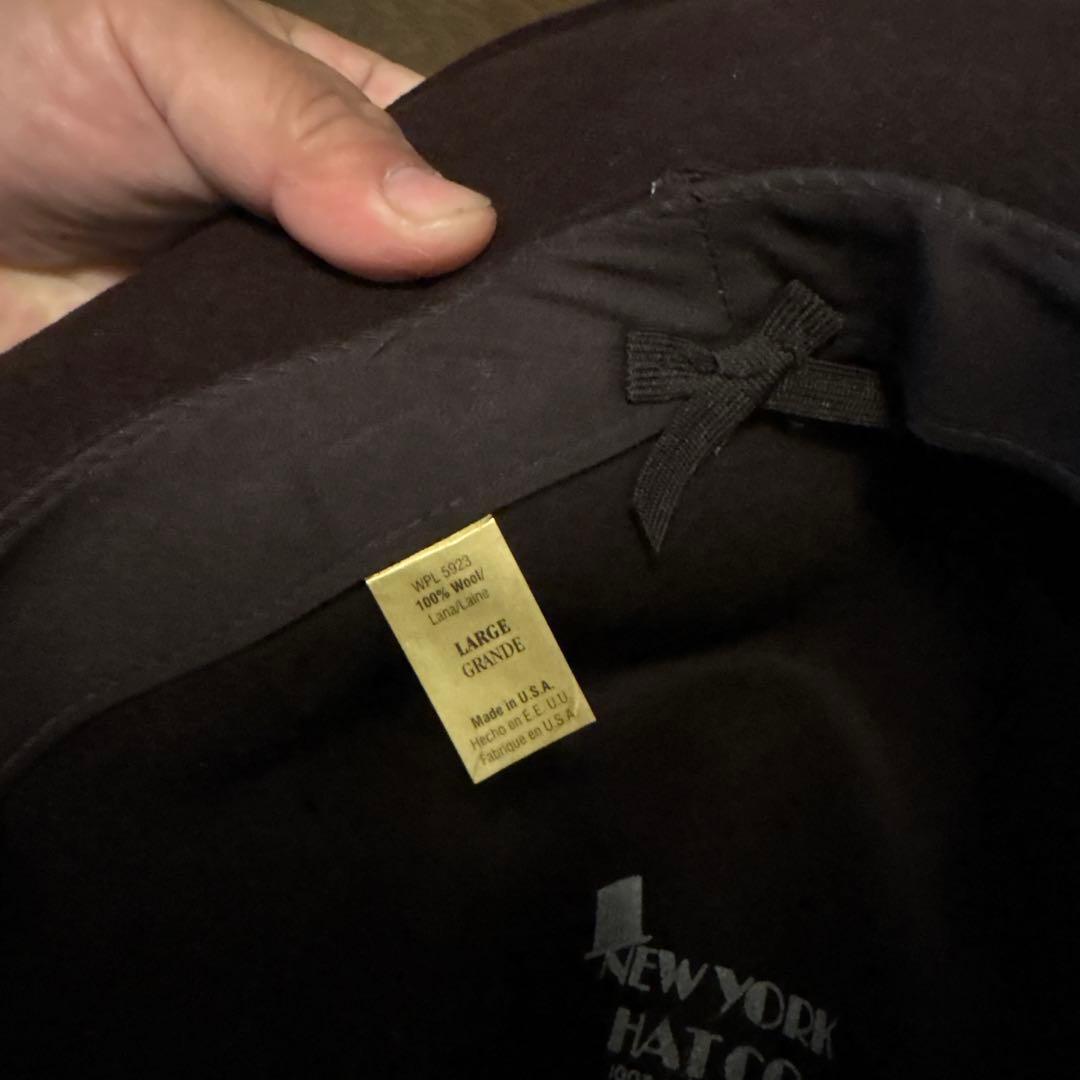 WPL 5923
100% Wool/
Lana/Laine
LARGE
GRANDE
Made in U.S.A.
Hecho en E.E. U.U.
Fabrique en U.S.A.
NEW YORK
HAT CO